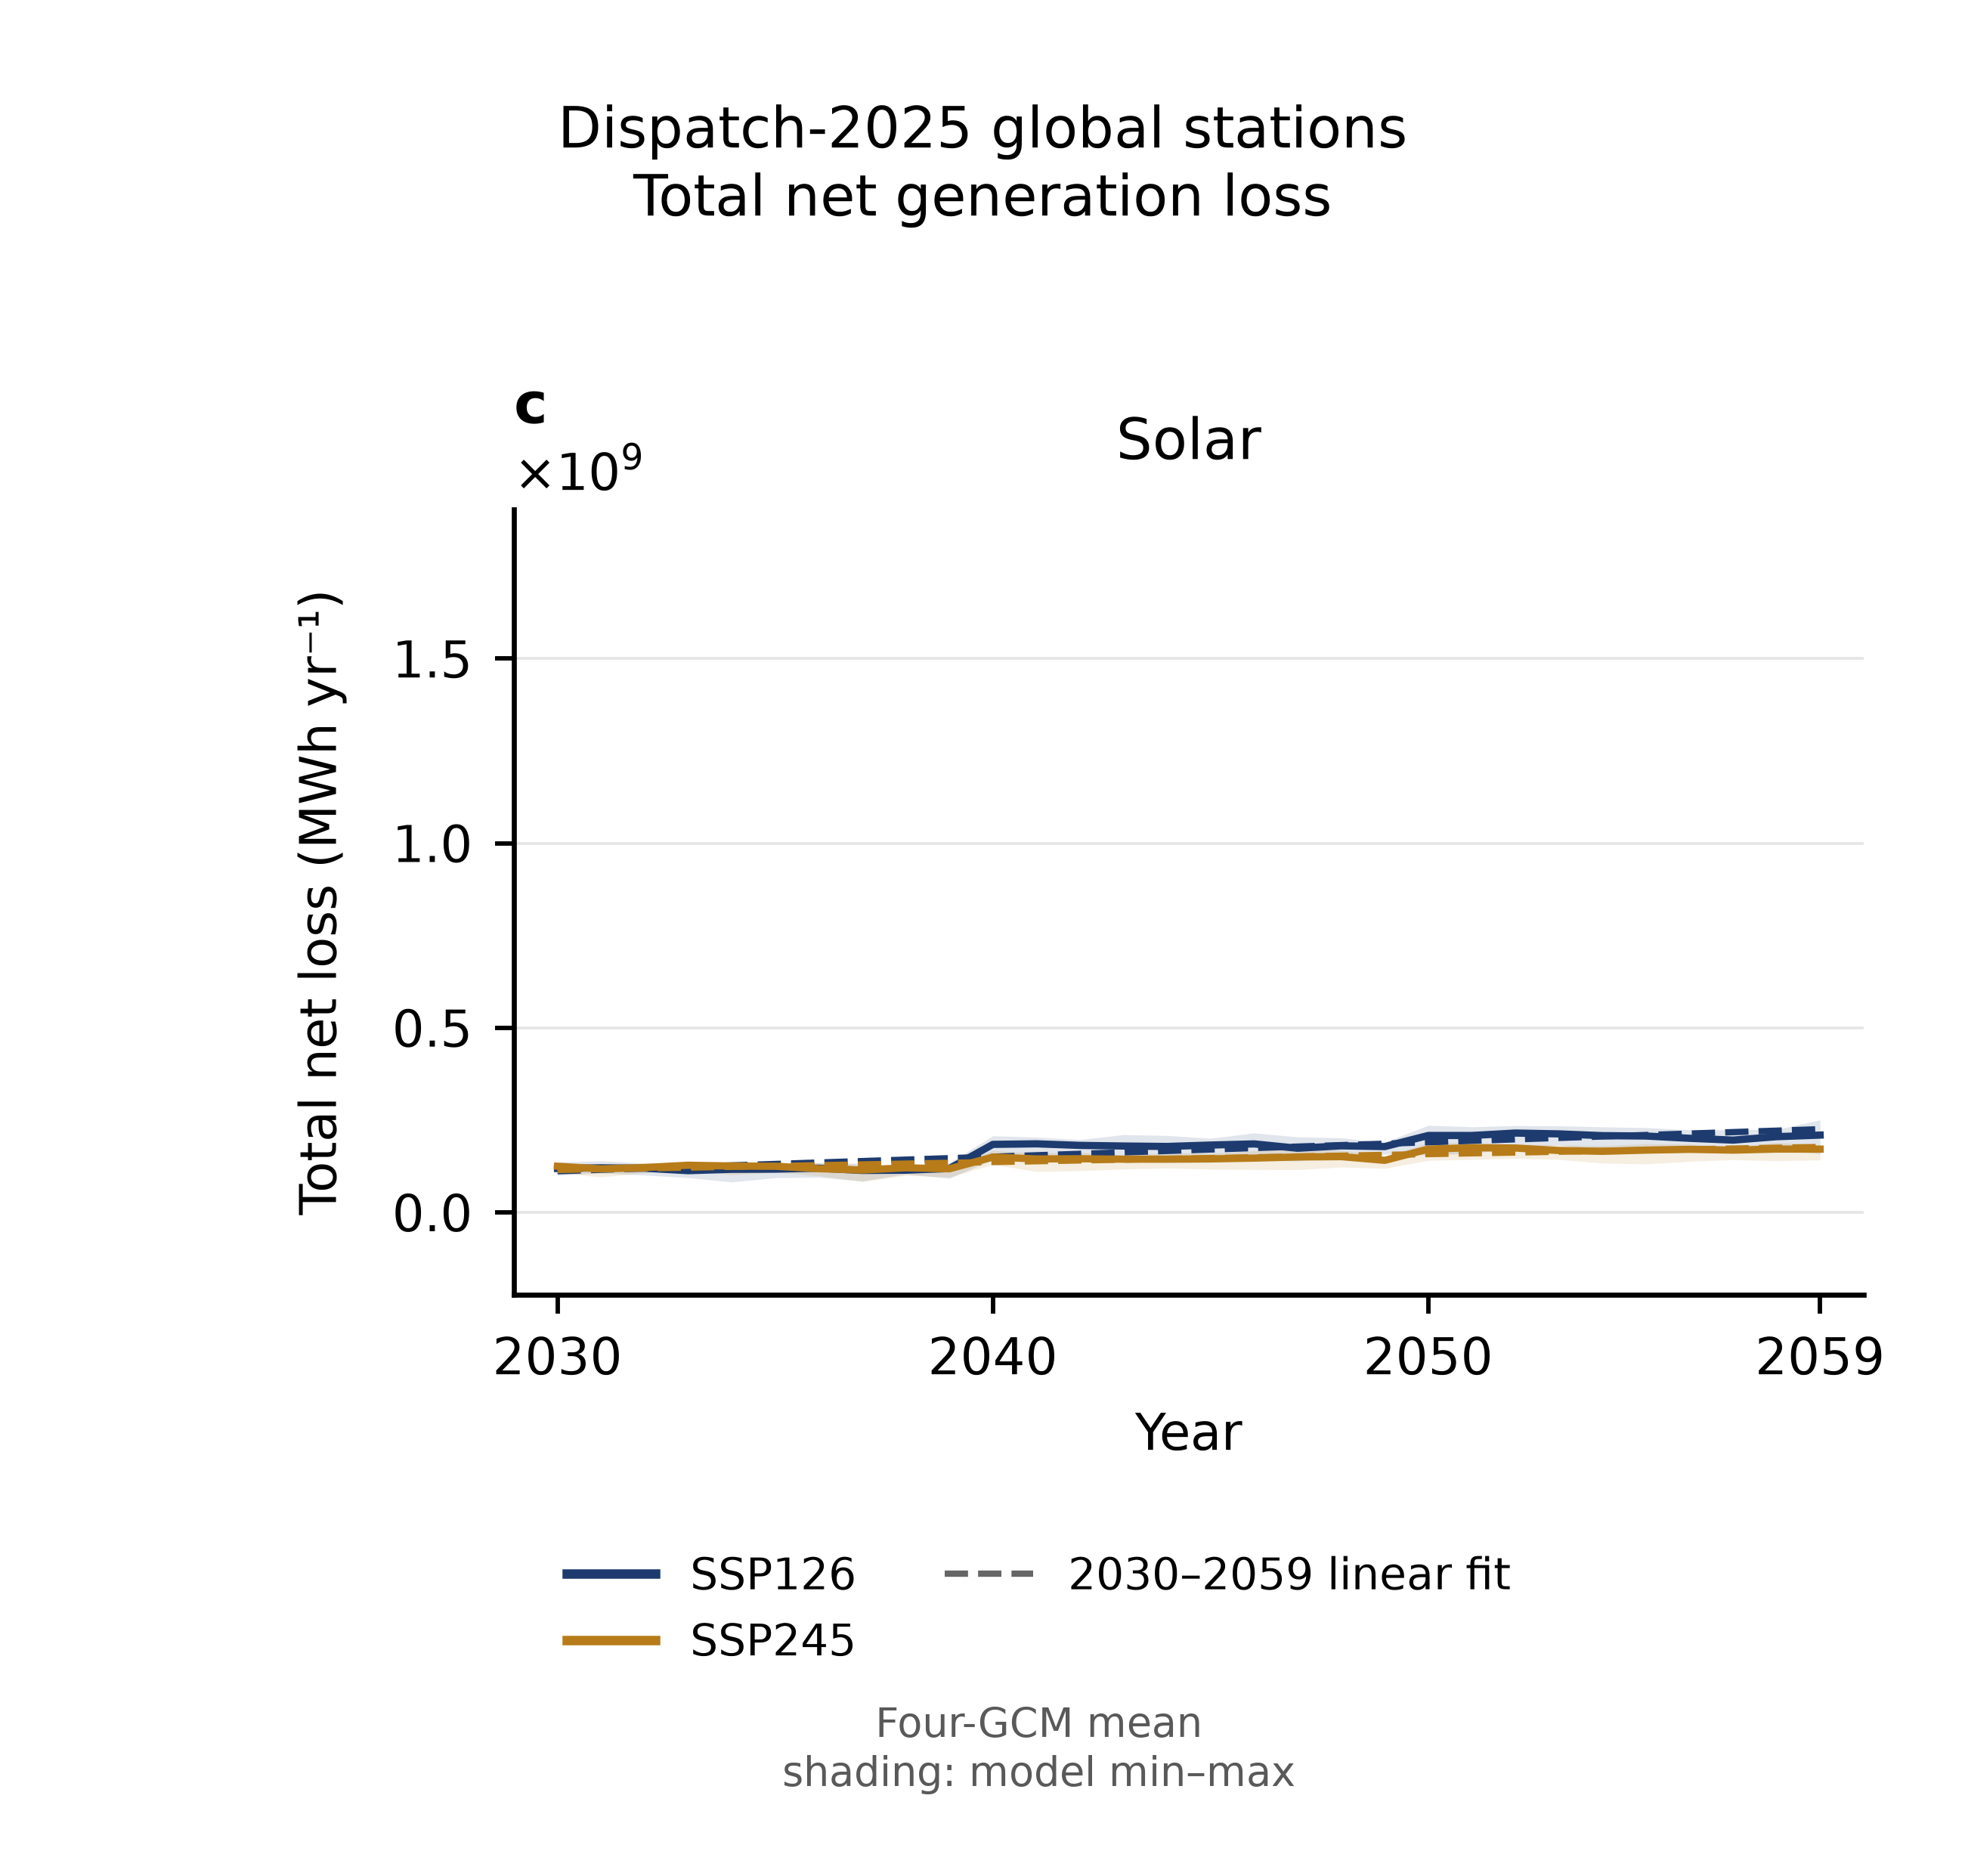 Dispatch-2025 global stations
Total net generation loss
c
Solar
×10⁹
Total net loss (MWh yr⁻¹)
1.5
1.0
0.5
0.0
2030 2040 2050 2059
Year
SSP126
2030–2059 linear fit
SSP245
Four-GCM mean
shading: model min–max